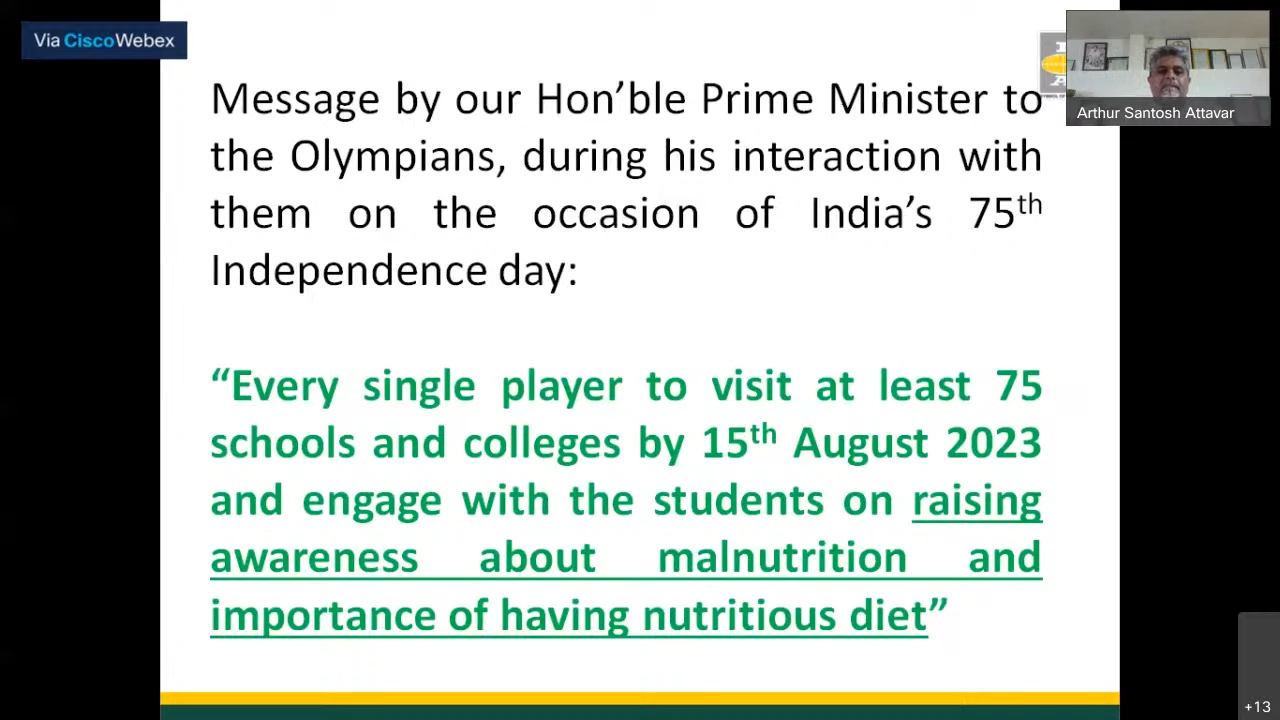 Via CiscoWebex
Arthur Santosh Attavar
Message by our Hon’ble Prime Minister to
the Olympians, during his interaction with
them on the occasion of India’s 75th
Independence day:
“Every single player to visit at least 75
schools and colleges by 15th August 2023
and engage with the students on raising
awareness about malnutrition and
importance of having nutritious diet”
+13